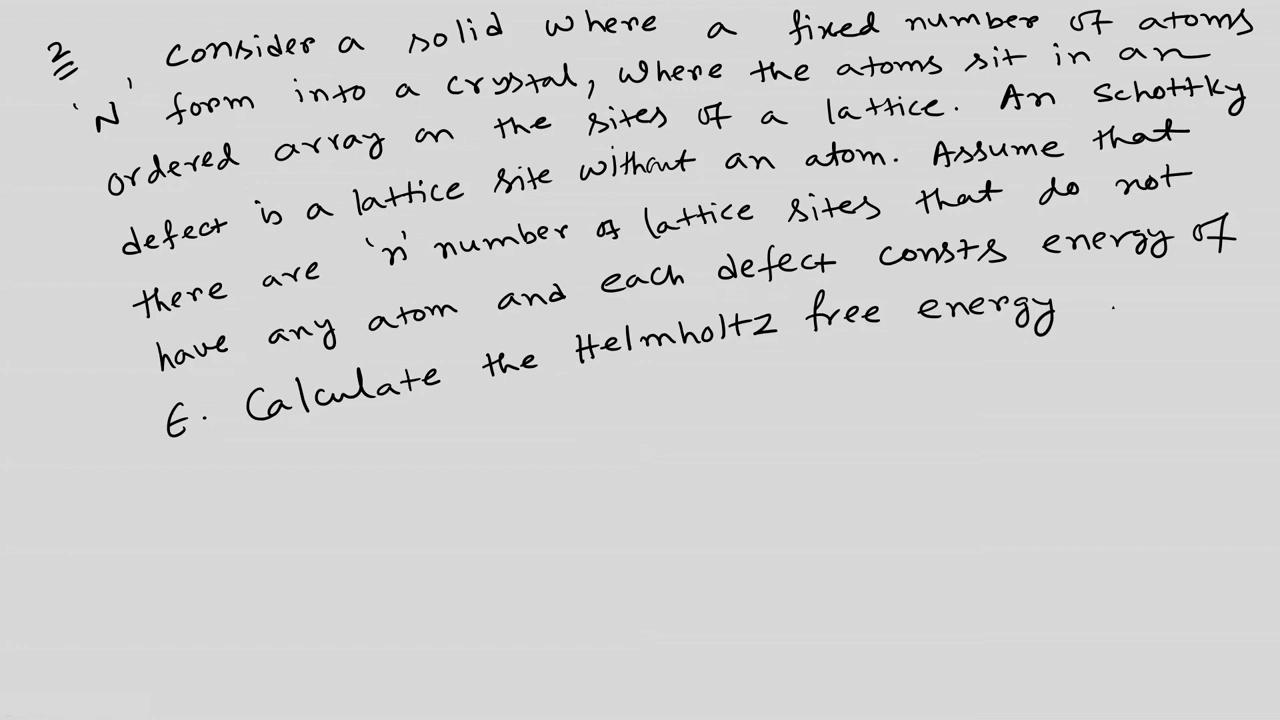 2 Consider a solid where a fixed number of atoms
'N' form into a crystal, where the atoms sit in an
ordered array on the sites of a lattice. An Schottky
defect is a lattice site without an atom. Assume that
there are 'n' number of lattice sites that do not
have any atom and each defect consts energy of
ϵ. Calculate the Helmholtz free energy.